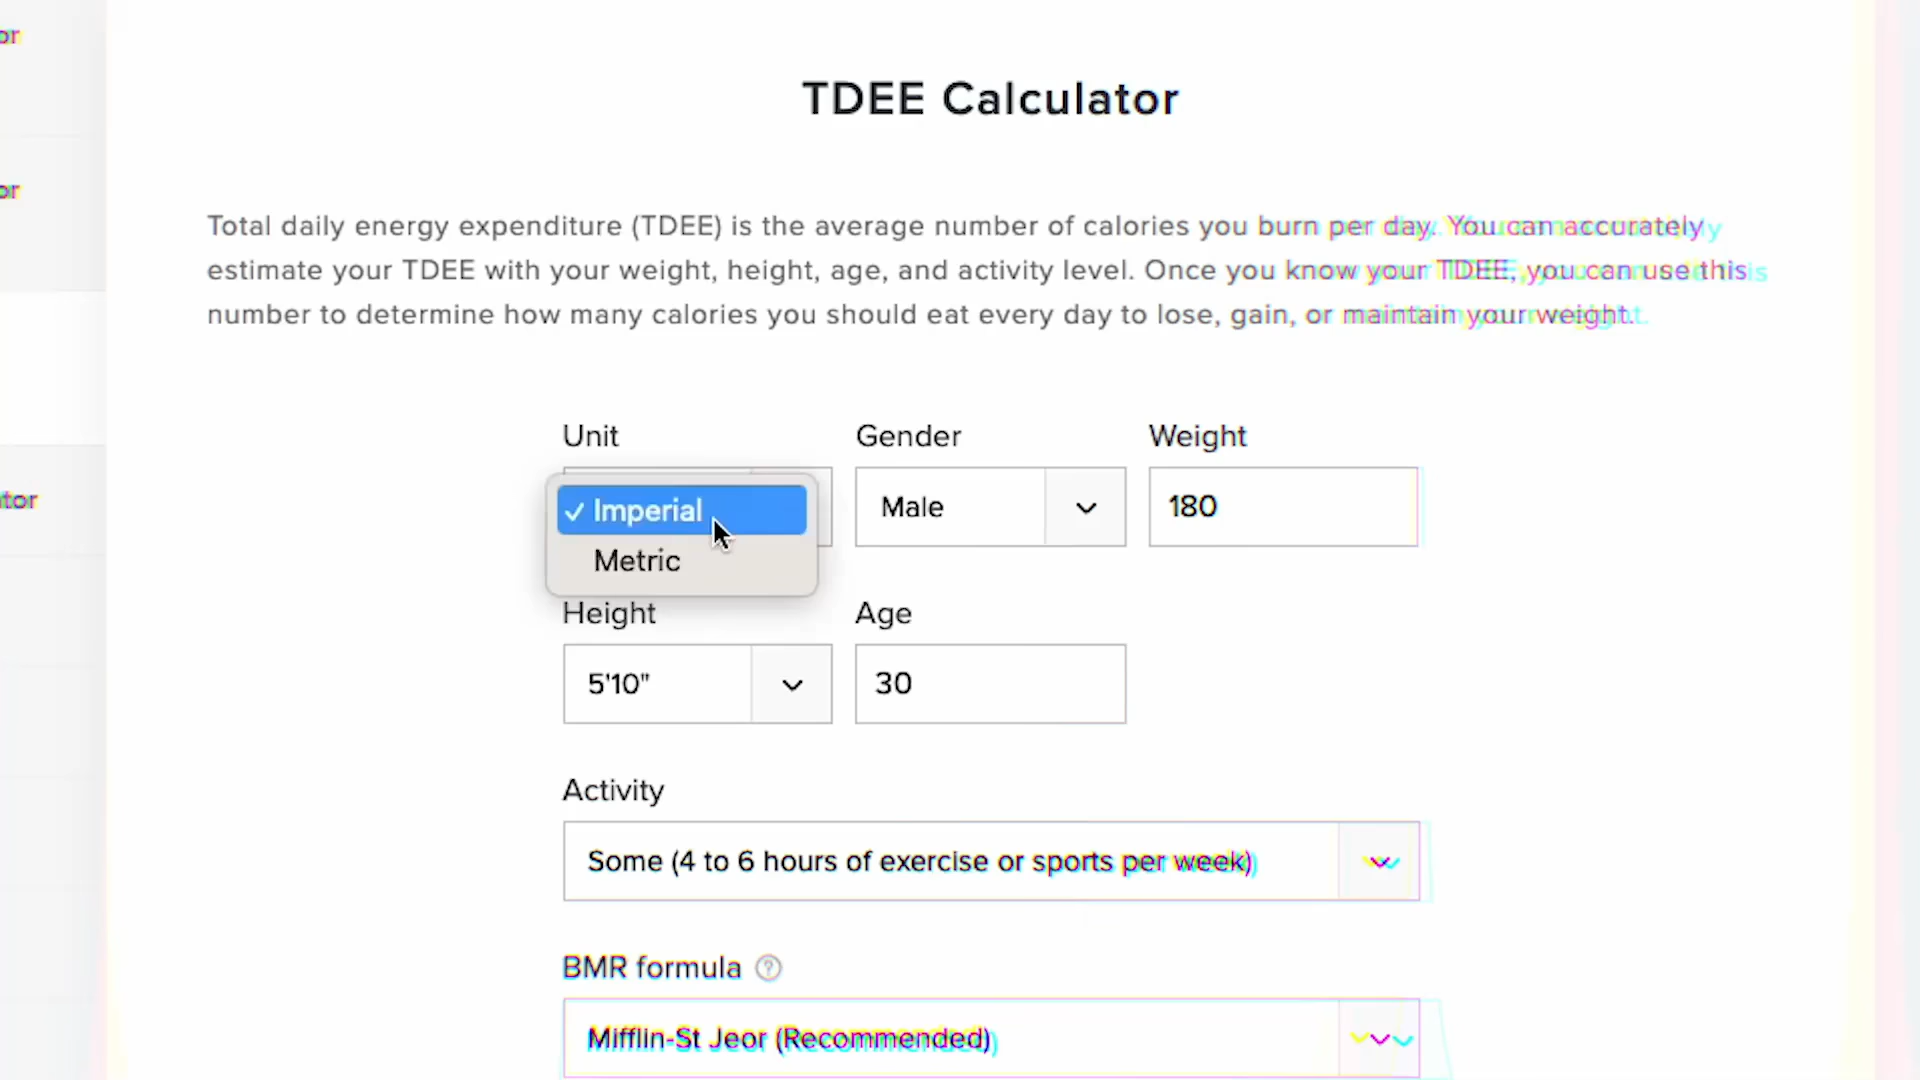 or
or
tor
TDEE Calculator
Total daily energy expenditure (TDEE) is the average number of calories you burn per day. You can accurately
estimate your TDEE with your weight, height, age, and activity level. Once you know your TDEE, you can use this
number to determine how many calories you should eat every day to lose, gain, or maintain your weight.
Unit
Gender
Weight
✓ Imperial
Metric
Male
180
Height
Age
5'10"
30
Activity
Some (4 to 6 hours of exercise or sports per week)
BMR formula ?
Mifflin-St Jeor (Recommended)